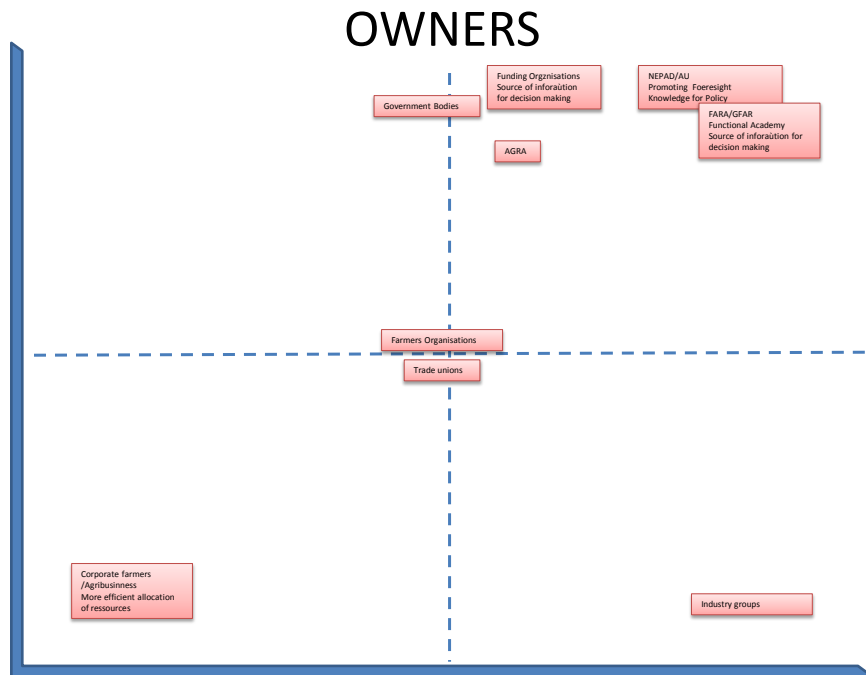 OWNERS
Funding Orgznisations
Source of inforaùtion
for decision making
NEPAD/AU
Promoting  Foeresight
Knowledge for Policy
Government Bodies
FARA/GFAR
Functional Academy
Source of inforaùtion for
decision making
AGRA
Farmers Organisations
Trade unions
Corporate farmers
/Agribusinness
More efficient allocation
of ressources
Industry groups